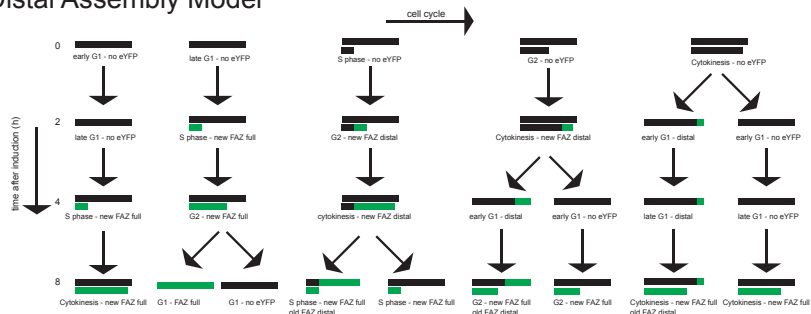 Distal Assembly Model
cell cycle
time after induction (h)
0
early G1 - no eYFP
late G1 - no eYFP
S phase - no eYFP
G2 - no eYFP
Cytokinesis - no eYFP
2
late G1 - no eYFP
S phase - new FAZ full
G2 - new FAZ distal
Cytokinesis - new FAZ distal
early G1 - distal
early G1 - no eYFP
4
S phase - new FAZ full
G2 - new FAZ full
cytokinesis - new FAZ distal
early G1 - distal
early G1 - no eYFP
late G1 - distal
late G1 - no eYFP
8
Cytokinesis - new FAZ full
G1 - FAZ full
G1 - no eYFP
S phase - new FAZ full
old FAZ distal
S phase - new FAZ full
G2 - new FAZ full
old FAZ distal
G2 - new FAZ full
Cytokinesis - new FAZ full
old FAZ distal
Cytokinesis - new FAZ full